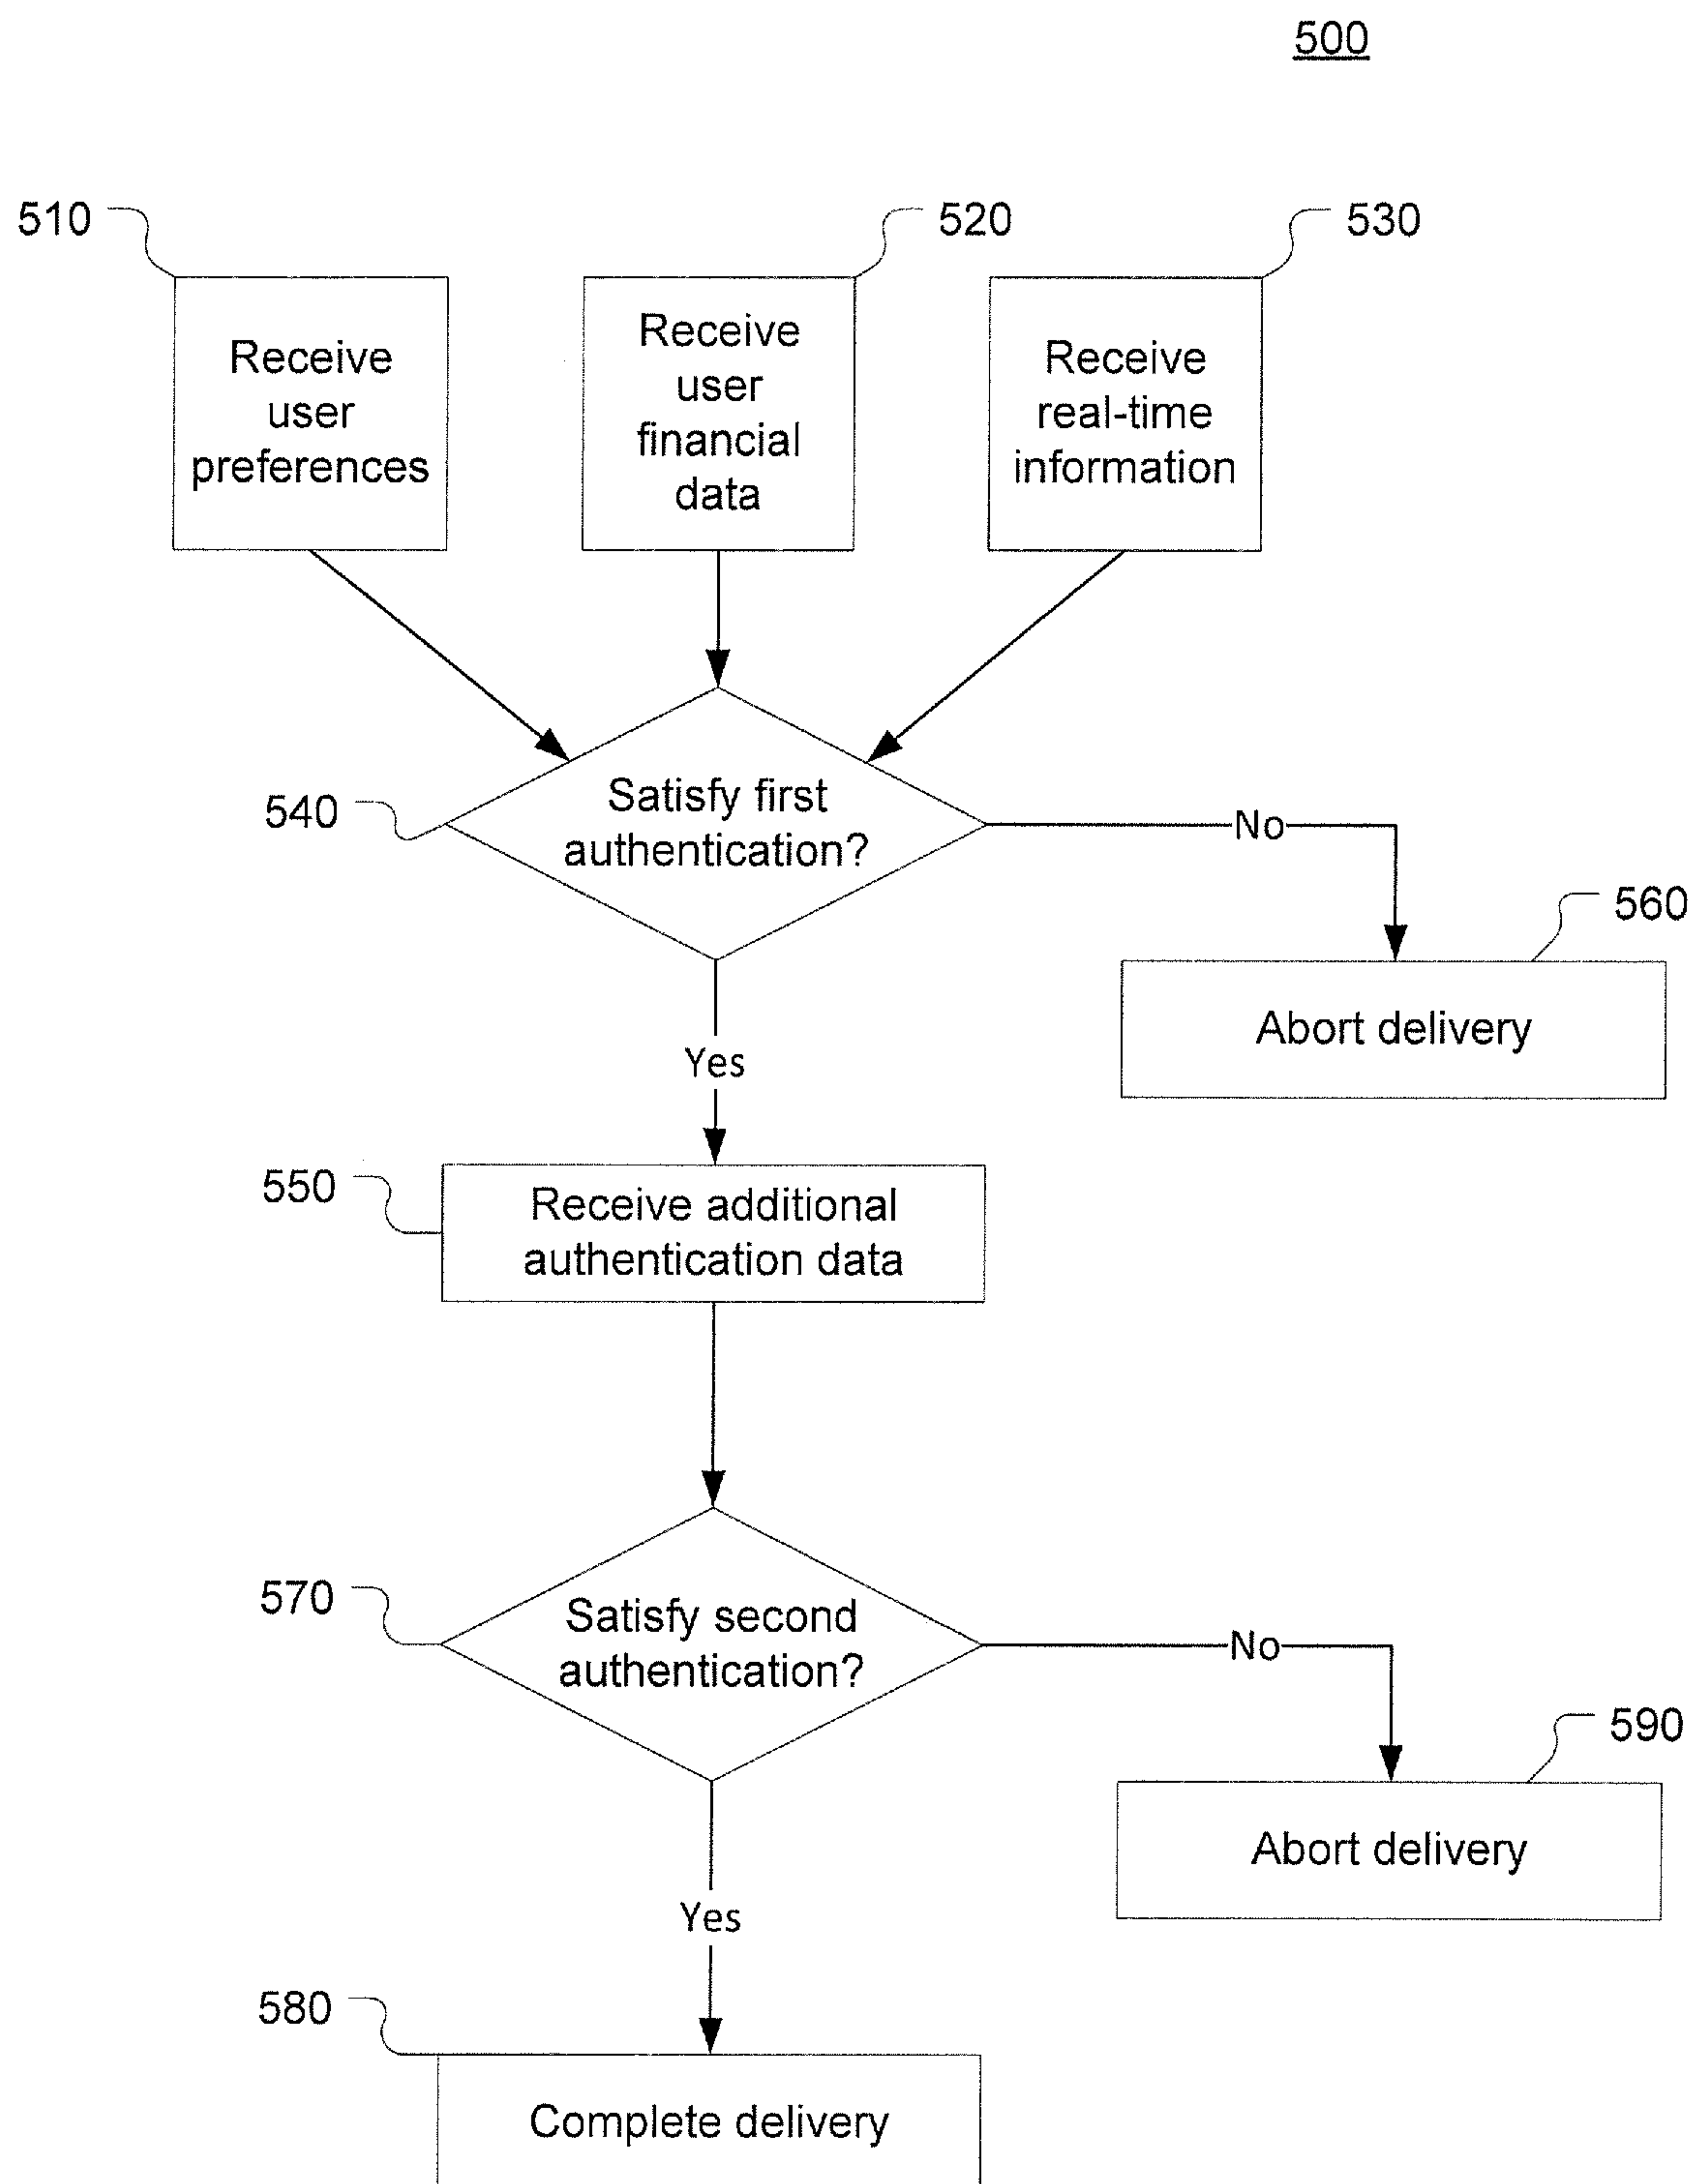 500
510
520
530
Receive
user
preferences
Receive
user
financial
data
Receive
real-time
information
540
Satisfy first
authentication?
No
560
Abort delivery
Yes
550
Receive additional
authentication data
570
Satisfy second
authentication?
No
590
Abort delivery
Yes
580
Complete delivery